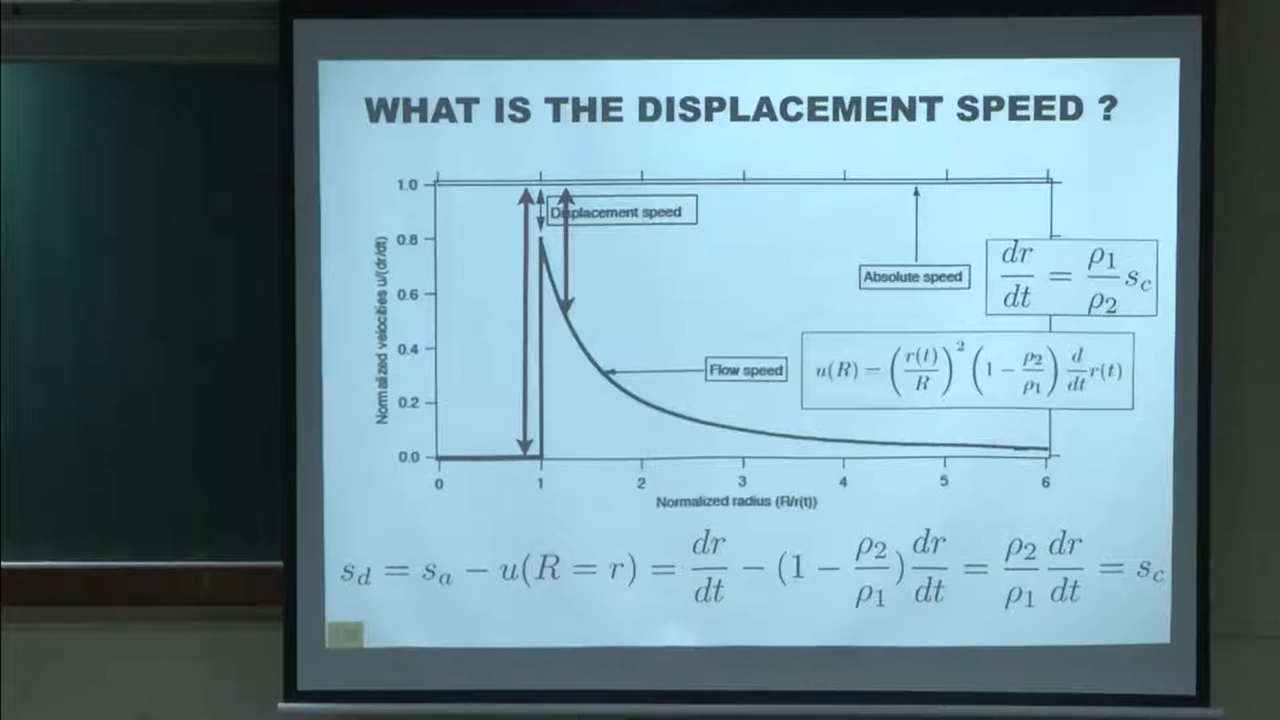 WHAT IS THE DISPLACEMENT SPEED ?
1.0
0.8
0.6
0.4
0.2
0.0
Normalized velocities u/(dr/dt)
Displacement speed
Absolute speed
dr/dt = ρ₁/ρ₂ s_c
Flow speed
u(R) = (r(t)/R)² (1 − ρ₂/ρ₁) d/dt r(t)
0 1 2 3 4 5 6
Normalized radius (R/r(t))
s_d = s_a − u(R = r) = dr/dt − (1 − ρ₂/ρ₁) dr/dt = ρ₂/ρ₁ dr/dt = s_c